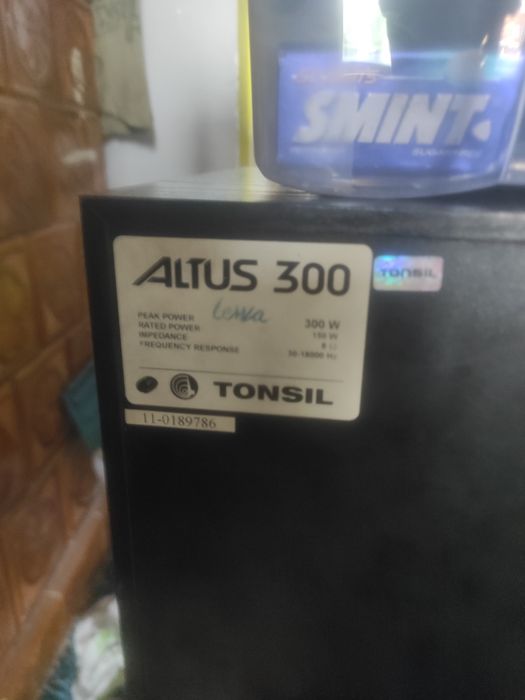 SMINT
SUGARFREE
ALTUS 300
TONSIL
Lewa
PEAK POWER 300 W
RATED POWER 150 W
IMPEDANCE 8 Ω
FREQUENCY RESPONSE 30-18000 Hz
TONSIL
11-0189786